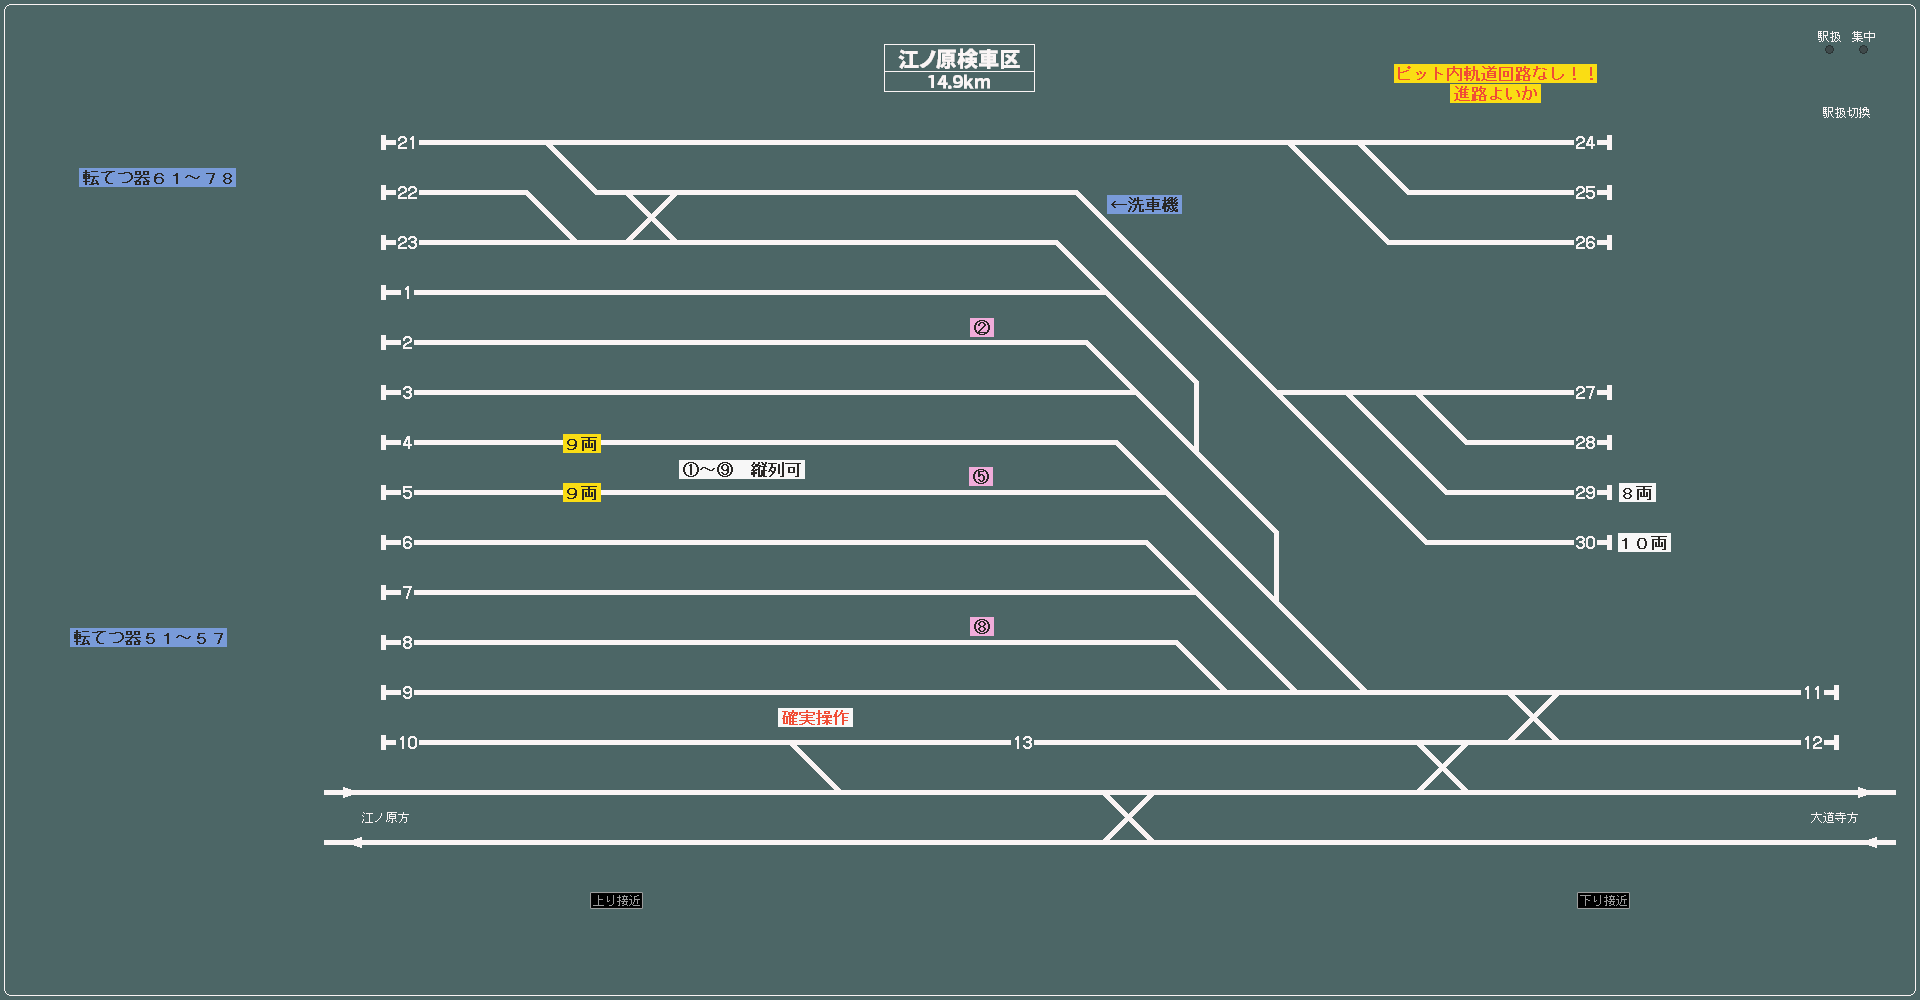 江ノ原検車区
14.9km
駅扱 集中
ピット内軌道回路なし！！
進路よいか
駅扱切換
21
24
転てつ器６１～７８
22
25
←洗車機
23
26
1
②
2
3
27
4
９両
28
①～⑨　縦列可
⑤
5
９両
29
８両
6
30
１０両
7
転てつ器５１～５７
⑧
8
9
11
確実操作
10
13
12
江ノ原方
大道寺方
上り接近
下り接近